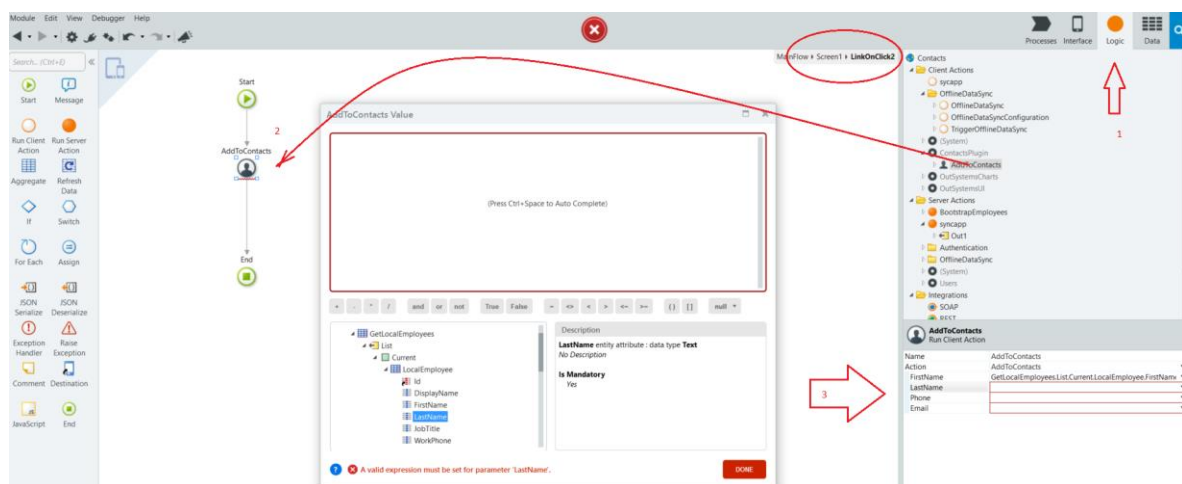 Module Edit View Debugger Help
Processes Interface Logic Data
Search... (Ctrl+E)
Start Message
Run Client Action
Run Server Action
Aggregate Refresh Data
If Switch
For Each Assign
JSON Serialize
JSON Deserialize
Exception Handler
Raise Exception
Comment Destination
JavaScript End
MainFlow Screen1 LinkOnClick2
Start
2
AddToContacts
End
AddToContacts Value
(Press Ctrl+Space to Auto Complete)
+ - * / and or not True False = <> < > <= >= ( ) [ ] null
GetLocalEmployees
List
Current
LocalEmployee
Id
DisplayName
FirstName
LastName
JobTitle
WorkPhone
Description
LastName entity attribute : data type Text
No Description
Is Mandatory
Yes
A valid expression must be set for parameter 'LastName'.
DONE
1
3
Contacts
Client Actions
sycapp
OfflineDataSync
OfflineDataSync
OfflineDataSyncConfiguration
TriggerOfflineDataSync
(System)
ContactsPlugin
AddToContacts
OutSystemsCharts
OutSystemsUI
Server Actions
BootstrapEmployees
syncapp
Out1
Authentication
OfflineDataSync
(System)
Users
Integrations
SOAP
REST
AddToContacts
Run Client Action
Name AddToContacts
Action AddToContacts
FirstName GetLocalEmployees.List.Current.LocalEmployee.FirstName
LastName
Phone
Email